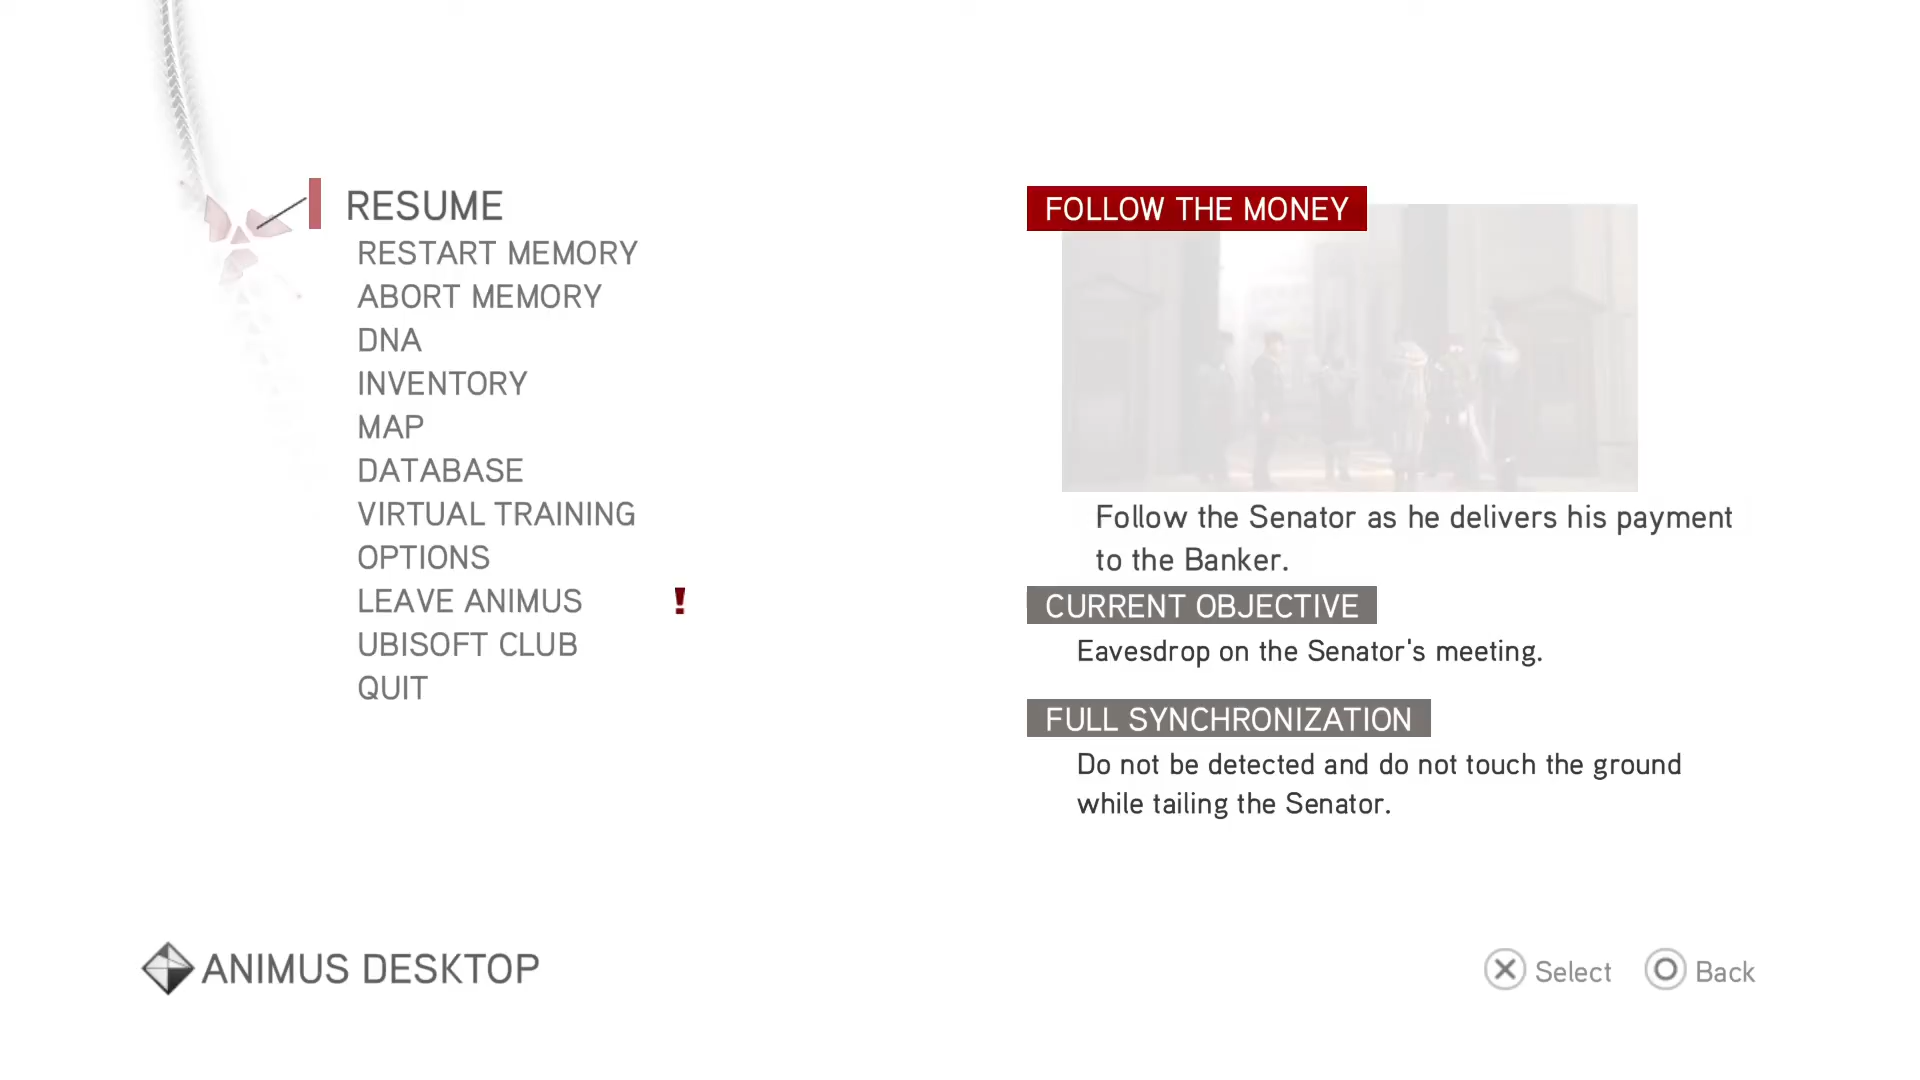 RESUME
RESTART MEMORY
ABORT MEMORY
DNA
INVENTORY
MAP
DATABASE
VIRTUAL TRAINING
OPTIONS
LEAVE ANIMUS !
UBISOFT CLUB
QUIT
FOLLOW THE MONEY
Follow the Senator as he delivers his payment
to the Banker.
CURRENT OBJECTIVE
Eavesdrop on the Senator's meeting.
FULL SYNCHRONIZATION
Do not be detected and do not touch the ground
while tailing the Senator.
ANIMUS DESKTOP
Select
Back